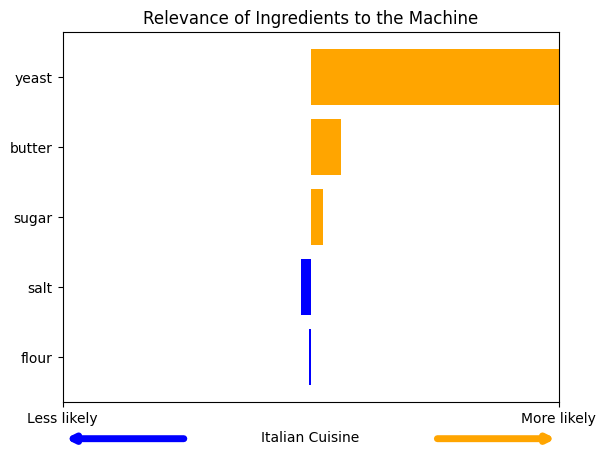 Relevance of Ingredients to the Machine
yeast
butter
sugar
salt
flour
Less likely
More likely
Italian Cuisine